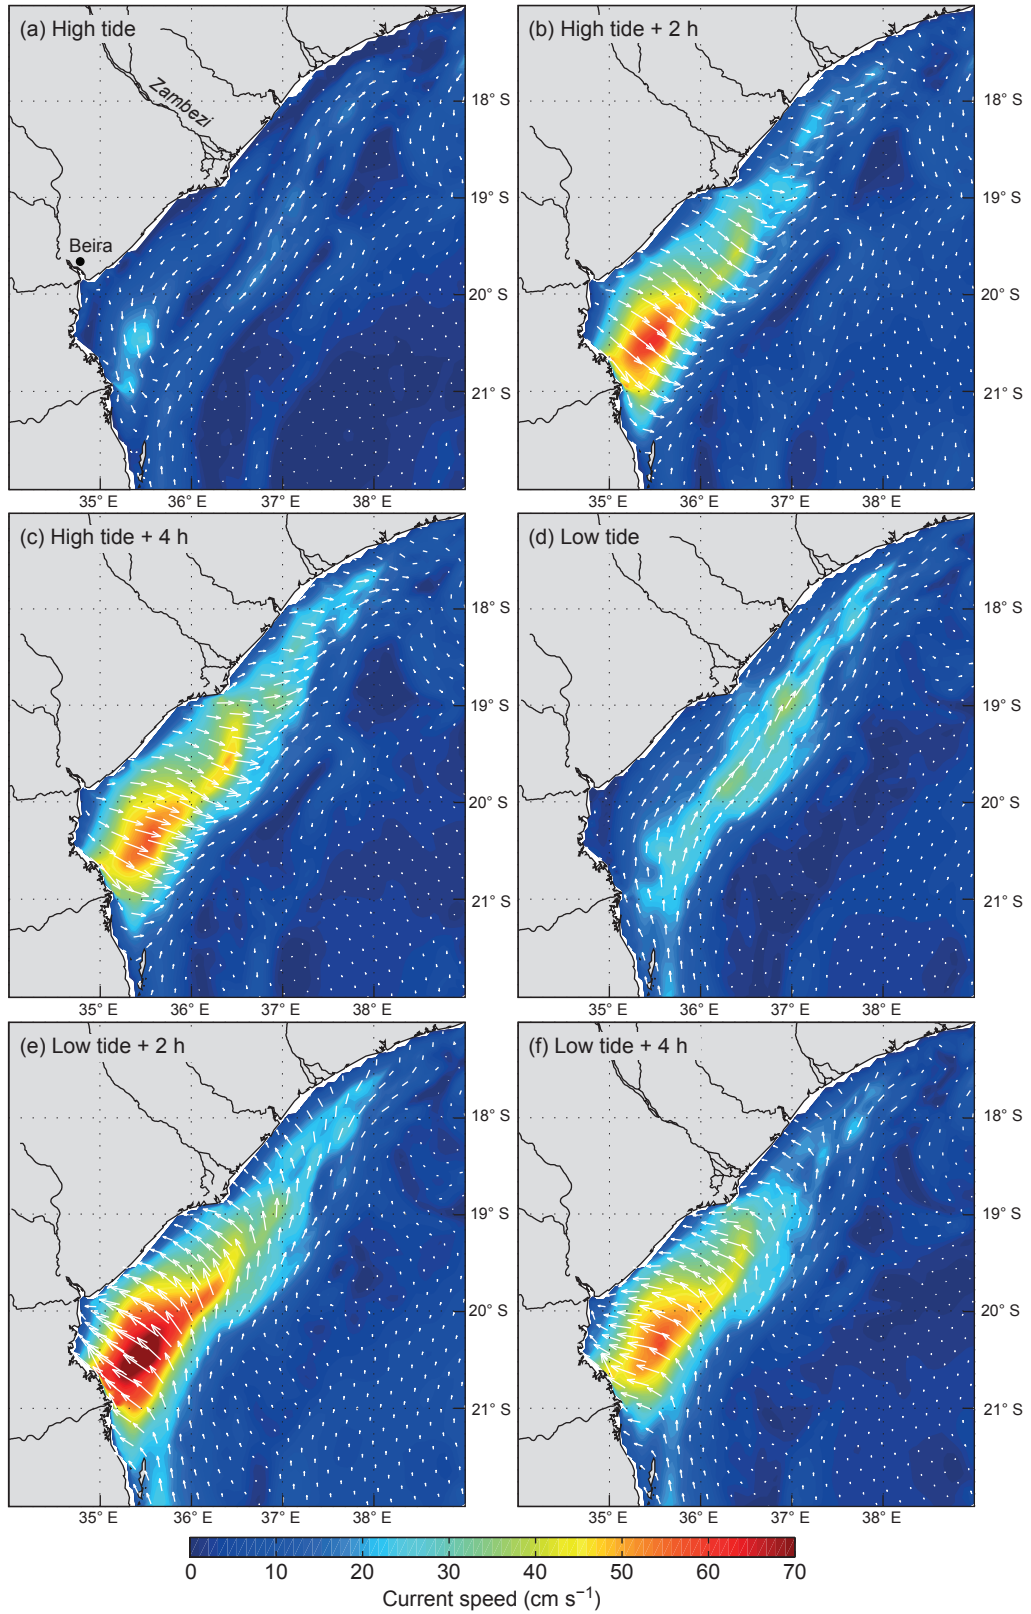 (a) High tide
(b) High tide + 2 h
Zambezi
Beira
18° S
19° S
20° S
21° S
18° S
19° S
20° S
21° S
35° E
36° E
37° E
38° E
35° E
36° E
37° E
38° E
(c) High tide + 4 h
(d) Low tide
18° S
19° S
20° S
21° S
18° S
19° S
20° S
21° S
35° E
36° E
37° E
38° E
35° E
36° E
37° E
38° E
(e) Low tide + 2 h
(f) Low tide + 4 h
18° S
19° S
20° S
21° S
18° S
19° S
20° S
21° S
35° E
36° E
37° E
38° E
35° E
36° E
37° E
38° E
0 10 20 30 40 50 60 70
Current speed (cm s⁻¹)